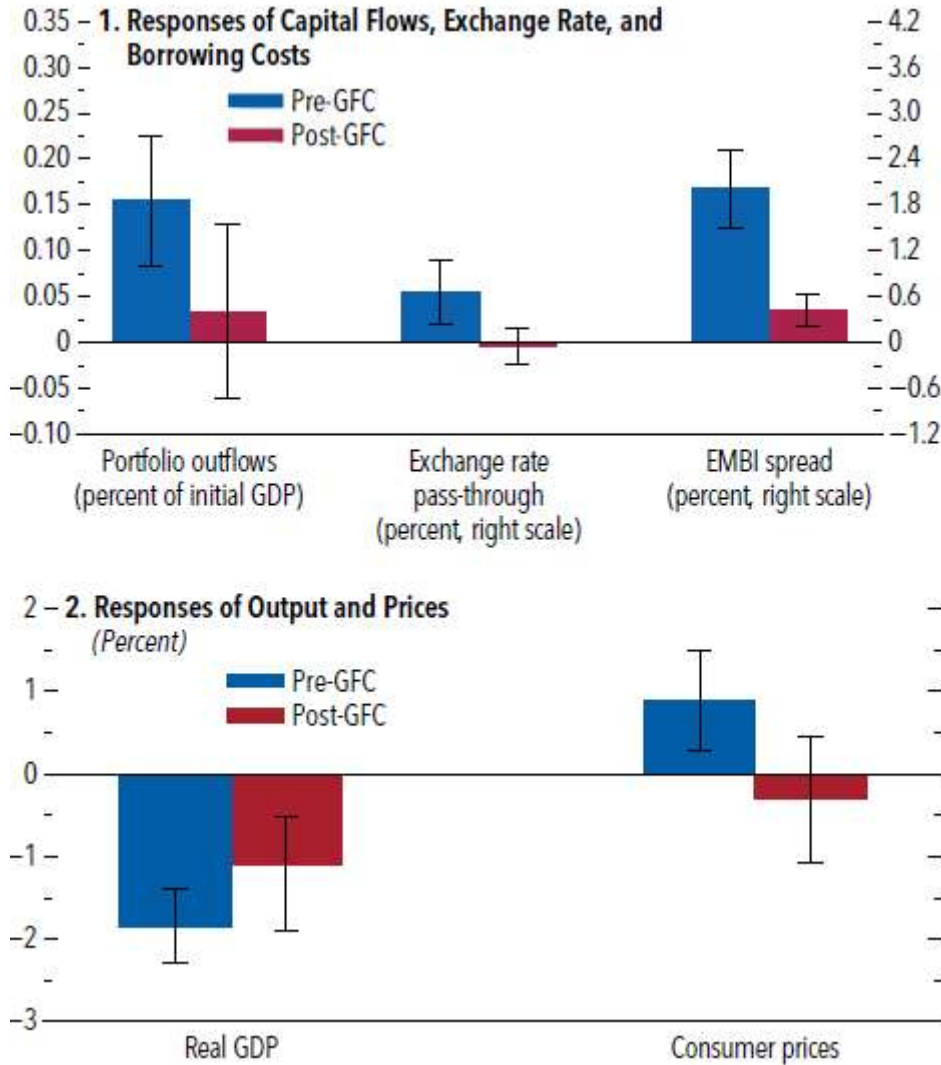 1. Responses of Capital Flows, Exchange Rate, and
Borrowing Costs
Pre-GFC
Post-GFC
0.35
0.30
0.25
0.20
0.15
0.10
0.05
0
–0.05
–0.10
4.2
3.6
3.0
2.4
1.8
1.2
0.6
0
–0.6
–1.2
Portfolio outflows
(percent of initial GDP)
Exchange rate
pass-through
(percent, right scale)
EMBI spread
(percent, right scale)
2. Responses of Output and Prices
(Percent)
Pre-GFC
Post-GFC
2
1
0
–1
–2
–3
Real GDP
Consumer prices